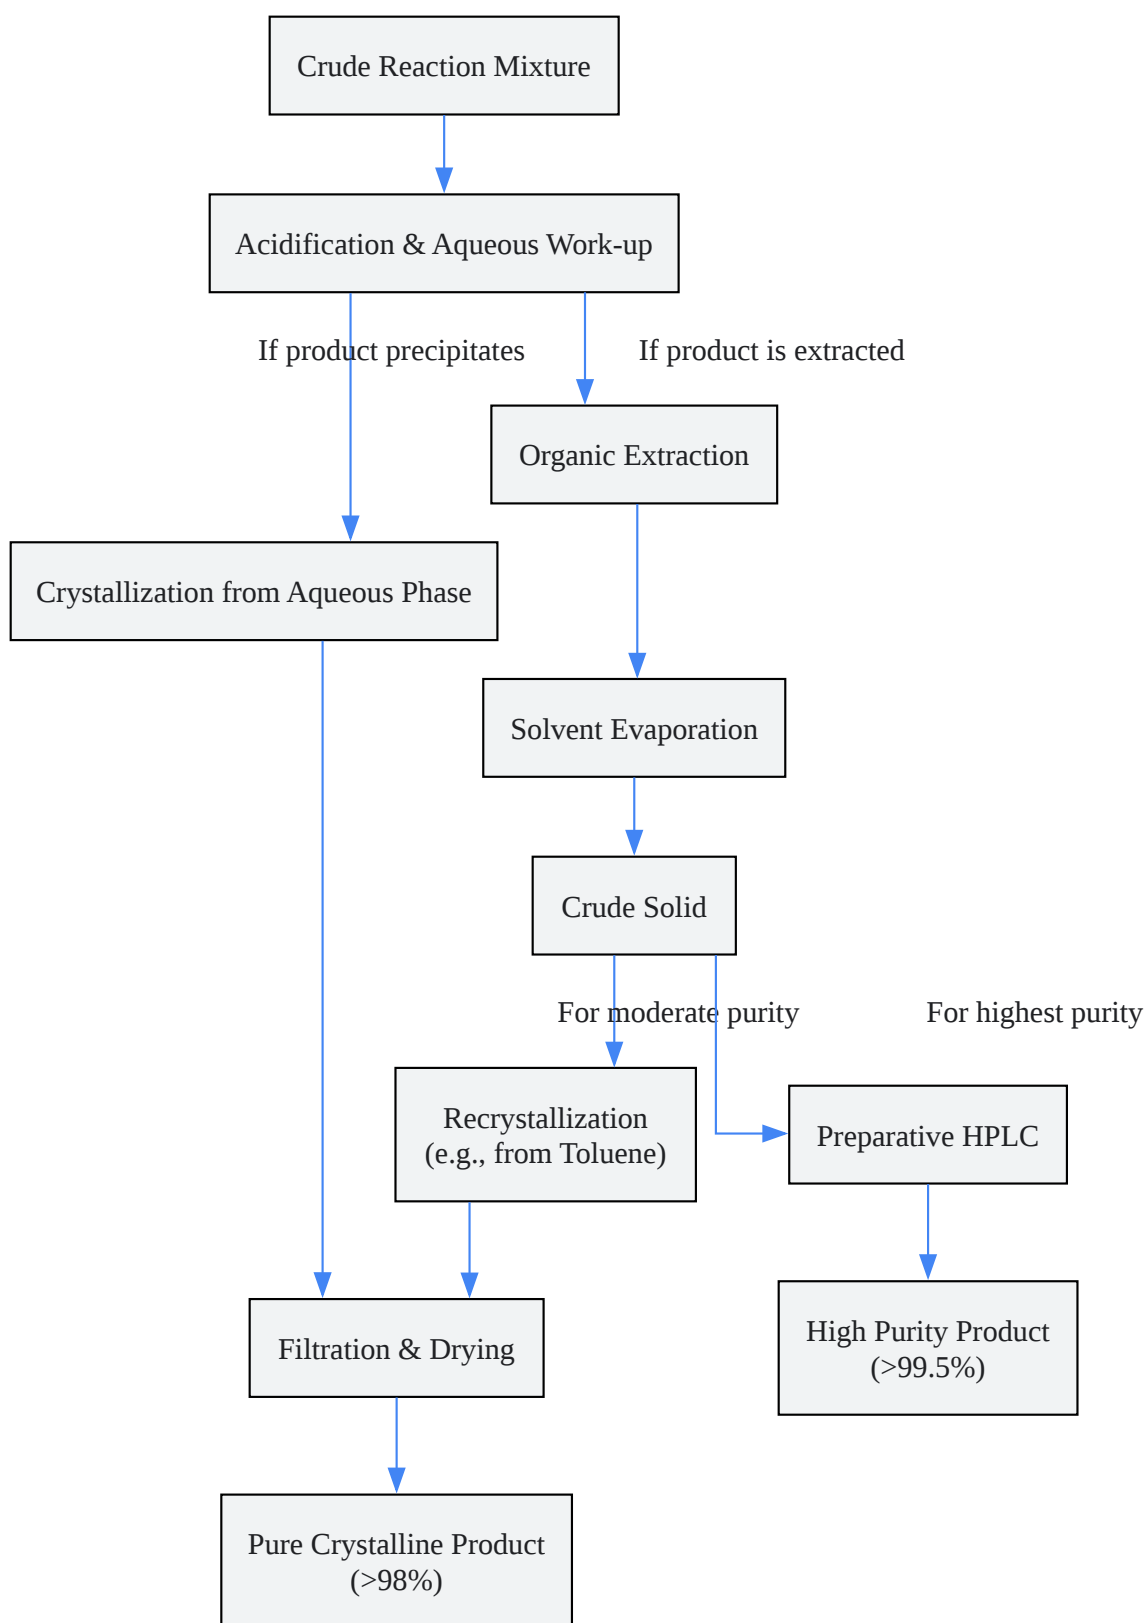 Crude Reaction Mixture
Acidification & Aqueous Work-up
If product precipitates
If product is extracted
Organic Extraction
Crystallization from Aqueous Phase
Solvent Evaporation
Crude Solid
For moderate purity
For highest purity
Recrystallization
(e.g., from Toluene)
Preparative HPLC
Filtration & Drying
High Purity Product
(>99.5%)
Pure Crystalline Product
(>98%)